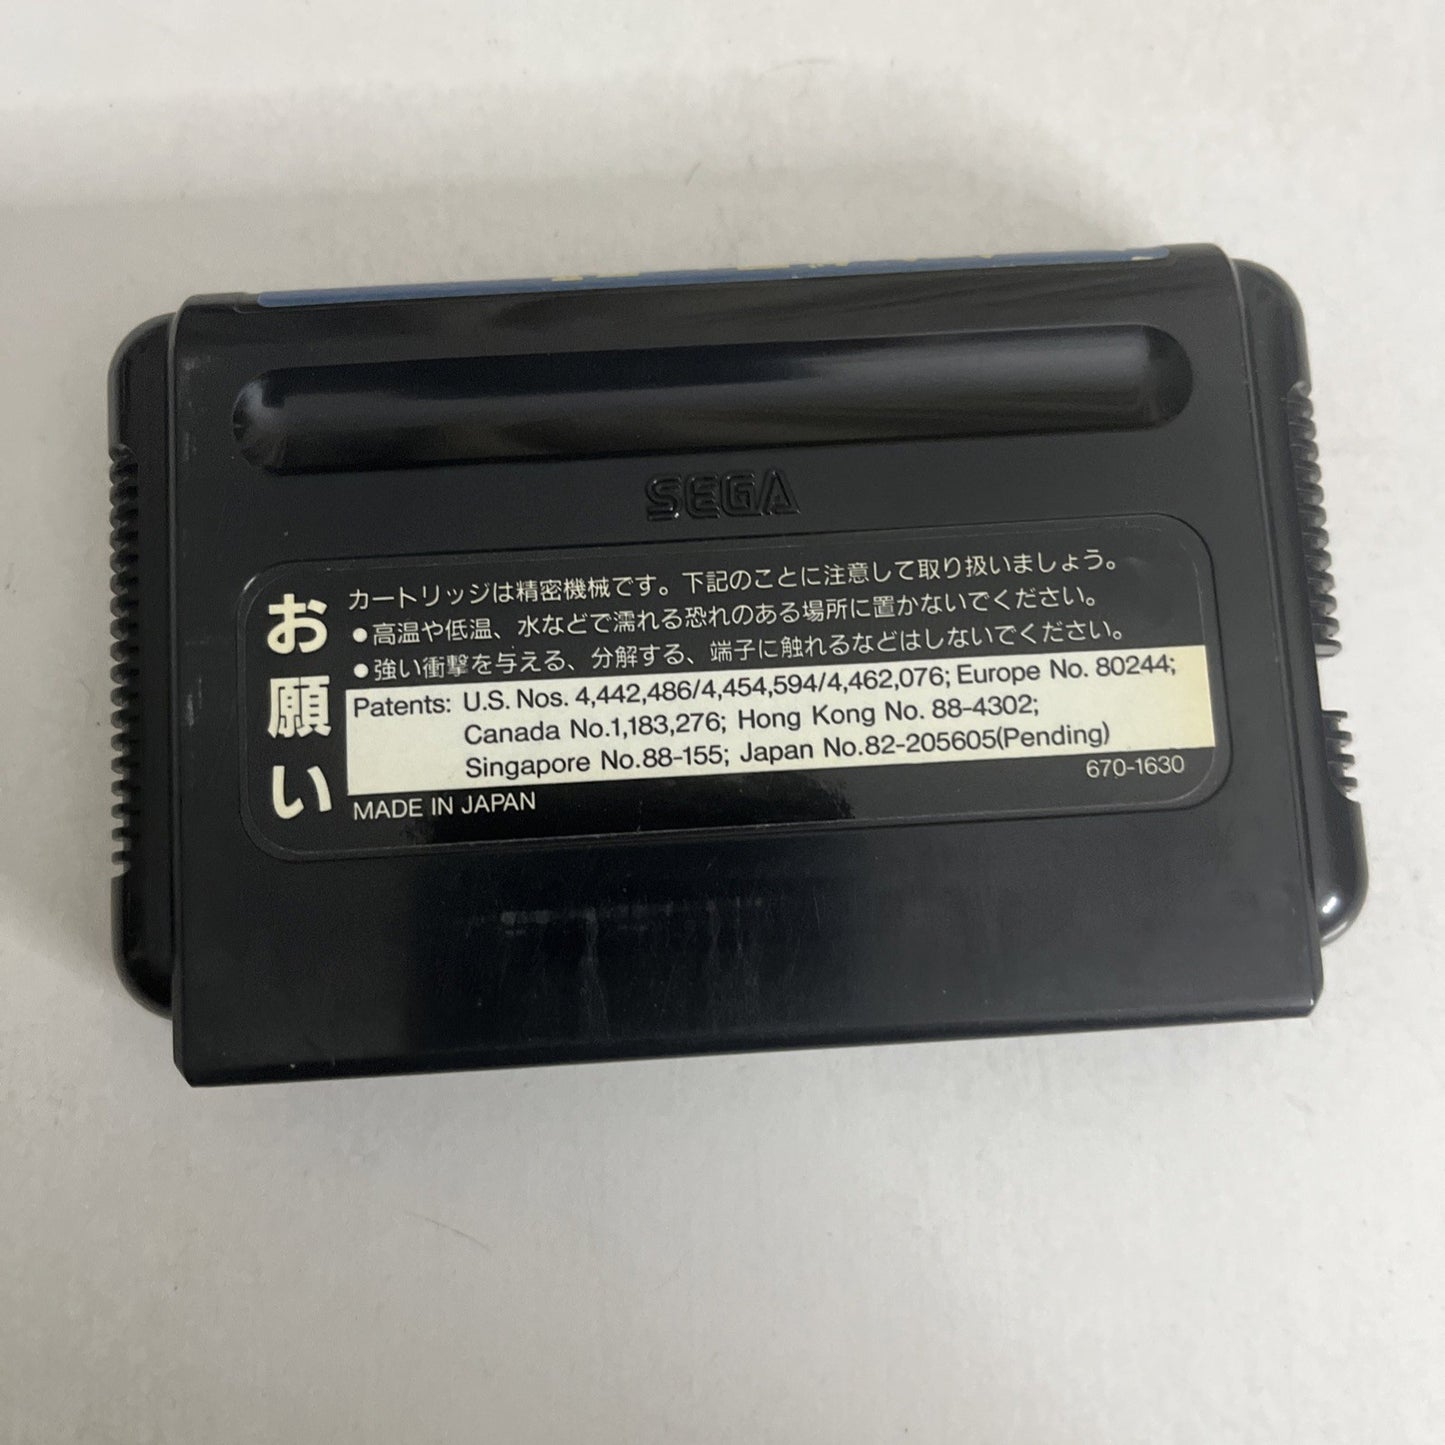 SEGA
お願い
カートリッジは精密機械です。下記のことに注意して取り扱いましょう。
●高温や低温、水などで濡れる恐れのある場所に置かないでください。
●強い衝撃を与える、分解する、端子に触れるなどはしないでください。
Patents: U.S. Nos. 4,442,486/4,454,594/4,462,076; Europe No. 80244;
Canada No.1,183,276; Hong Kong No. 88-4302;
Singapore No.88-155; Japan No.82-205605(Pending)
670-1630
MADE IN JAPAN